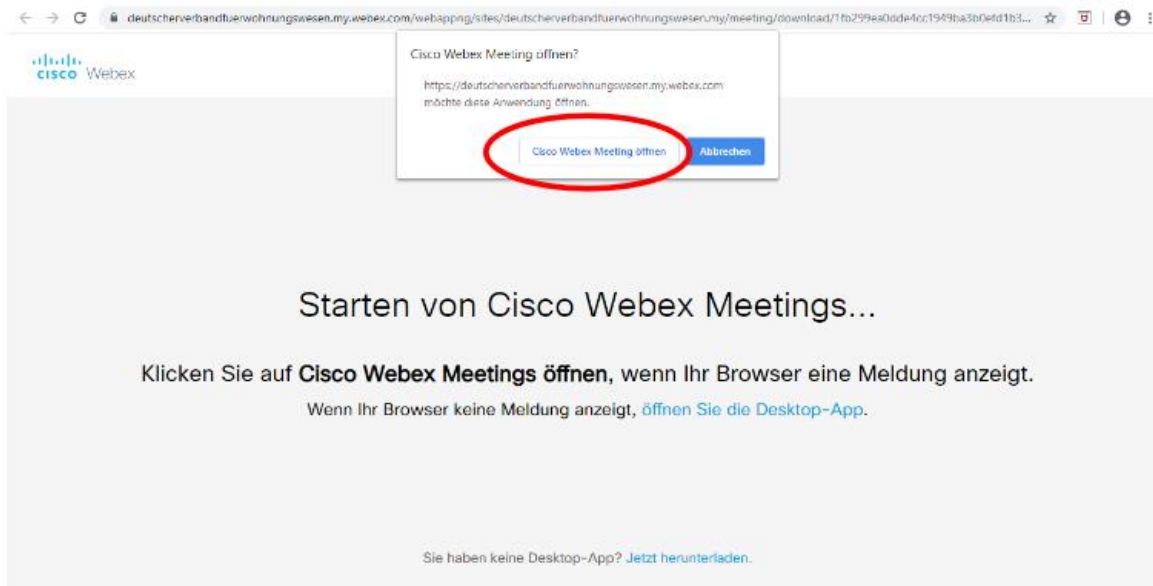 deutscherverbandfuerwohnungswesen.my.webex.com/webappng/sites/deutscherverbandfuerwohnungswesen.my/meeting/download/
Cisco Webex Meeting öffnen?
https://deutscherverbandfuerwohnungswesen.my.webex.com
möchte diese Anwendung öffnen.
Cisco Webex Meeting öffnen
Abbrechen
CISCO Webex
Starten von Cisco Webex Meetings...
Klicken Sie auf Cisco Webex Meetings öffnen, wenn Ihr Browser eine Meldung anzeigt.
Wenn Ihr Browser keine Meldung anzeigt, öffnen Sie die Desktop-App.
Sie haben keine Desktop-App? Jetzt herunterladen.